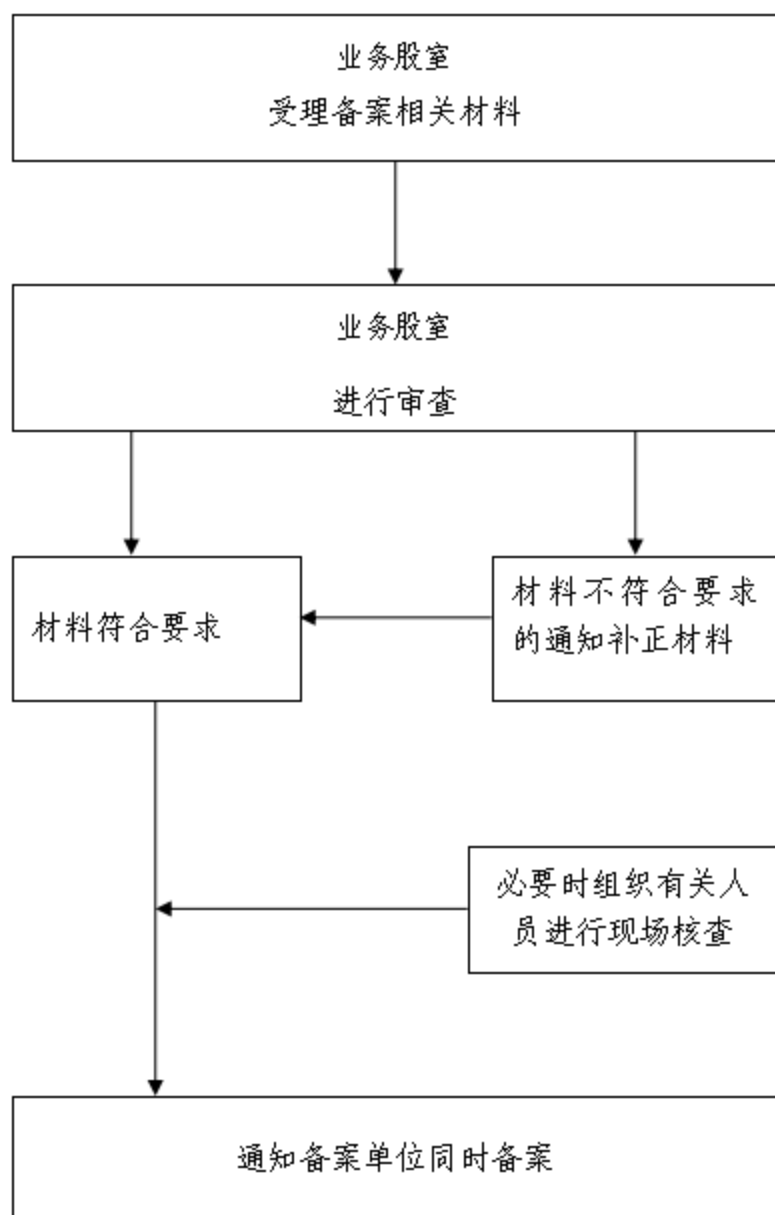 业务股室
受理备案相关材料
业务股室
进行审查
材料符合要求
材料不符合要求
的通知补正材料
必要时组织有关人
员进行现场核查
通知备案单位同时备案